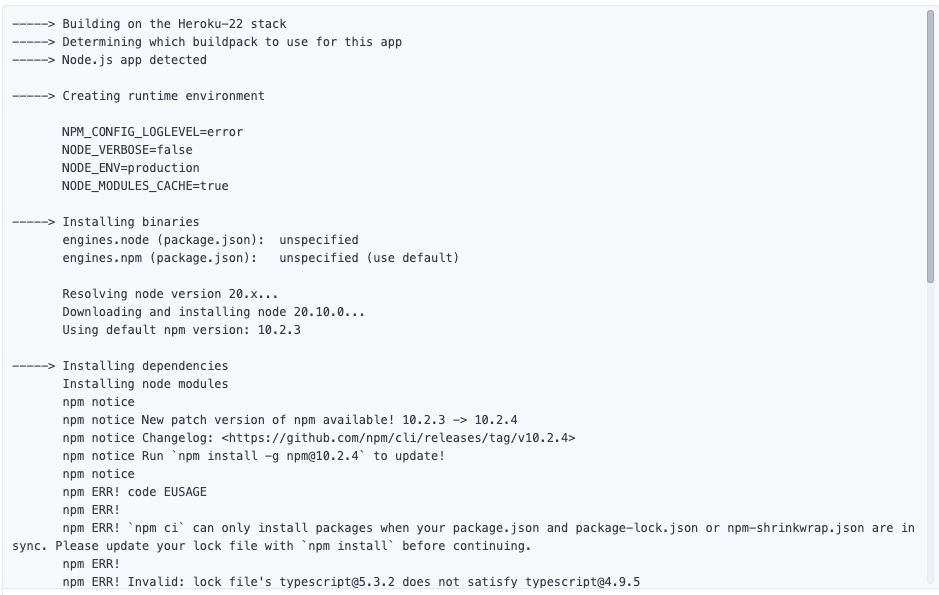 -----> Building on the Heroku-22 stack
-----> Determining which buildpack to use for this app
-----> Node.js app detected
-----> Creating runtime environment
NPM_CONFIG_LOGLEVEL=error
NODE_VERBOSE=false
NODE_ENV=production
NODE_MODULES_CACHE=true
-----> Installing binaries
engines.node (package.json):  unspecified
engines.npm (package.json):   unspecified (use default)
Resolving node version 20.x...
Downloading and installing node 20.10.0...
Using default npm version: 10.2.3
-----> Installing dependencies
Installing node modules
npm notice
npm notice New patch version of npm available! 10.2.3 -> 10.2.4
npm notice Changelog: <https://github.com/npm/cli/releases/tag/v10.2.4>
npm notice Run `npm install -g npm@10.2.4` to update!
npm notice
npm ERR! code EUSAGE
npm ERR!
npm ERR! `npm ci` can only install packages when your package.json and package-lock.json or npm-shrinkwrap.json are in
sync. Please update your lock file with `npm install` before continuing.
npm ERR!
npm ERR! Invalid: lock file's typescript@5.3.2 does not satisfy typescript@4.9.5